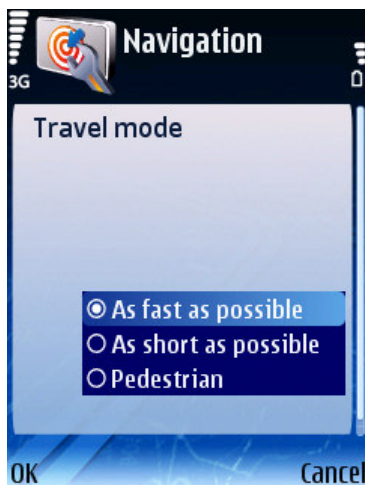 Navigation
3G
Travel mode
As fast as possible
As short as possible
Pedestrian
OK Cancel